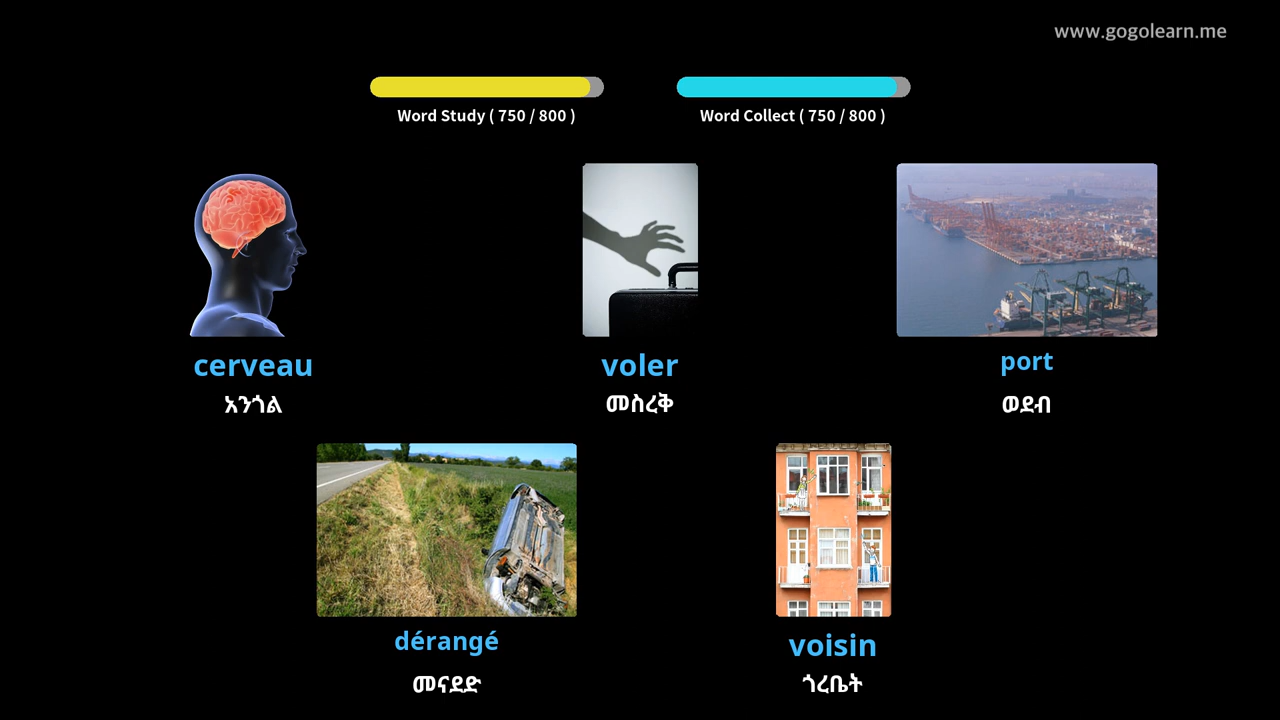 www.gogolearn.me
Word Study ( 750 / 800 )
Word Collect ( 750 / 800 )
cerveau
አንጎል
voler
መስረቅ
port
ወደብ
dérangé
መናደድ
voisin
ጎረቤት